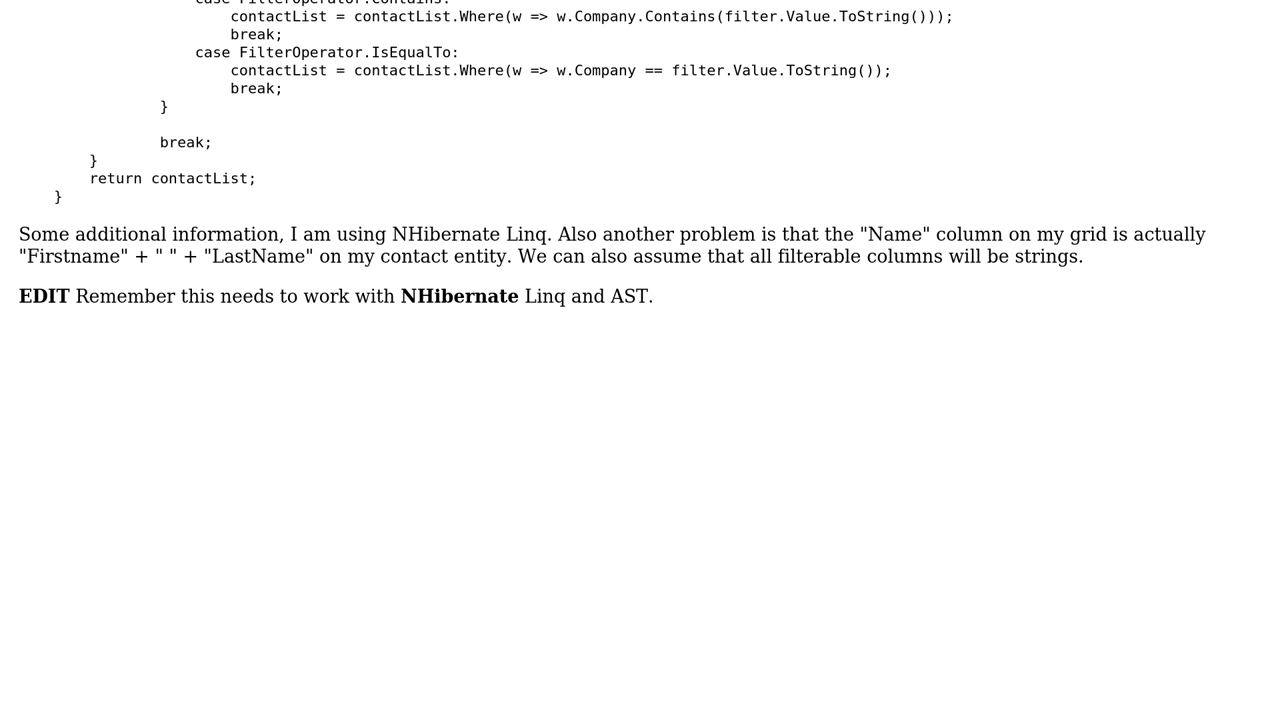 case FilterOperator.Contains:
contactList = contactList.Where(w => w.Company.Contains(filter.Value.ToString()));
break;
case FilterOperator.IsEqualTo:
contactList = contactList.Where(w => w.Company == filter.Value.ToString());
break;
}
break;
}
return contactList;
}
Some additional information, I am using NHibernate Linq. Also another problem is that the "Name" column on my grid is actually
"Firstname" + " " + "LastName" on my contact entity. We can also assume that all filterable columns will be strings.
EDIT Remember this needs to work with NHibernate Linq and AST.